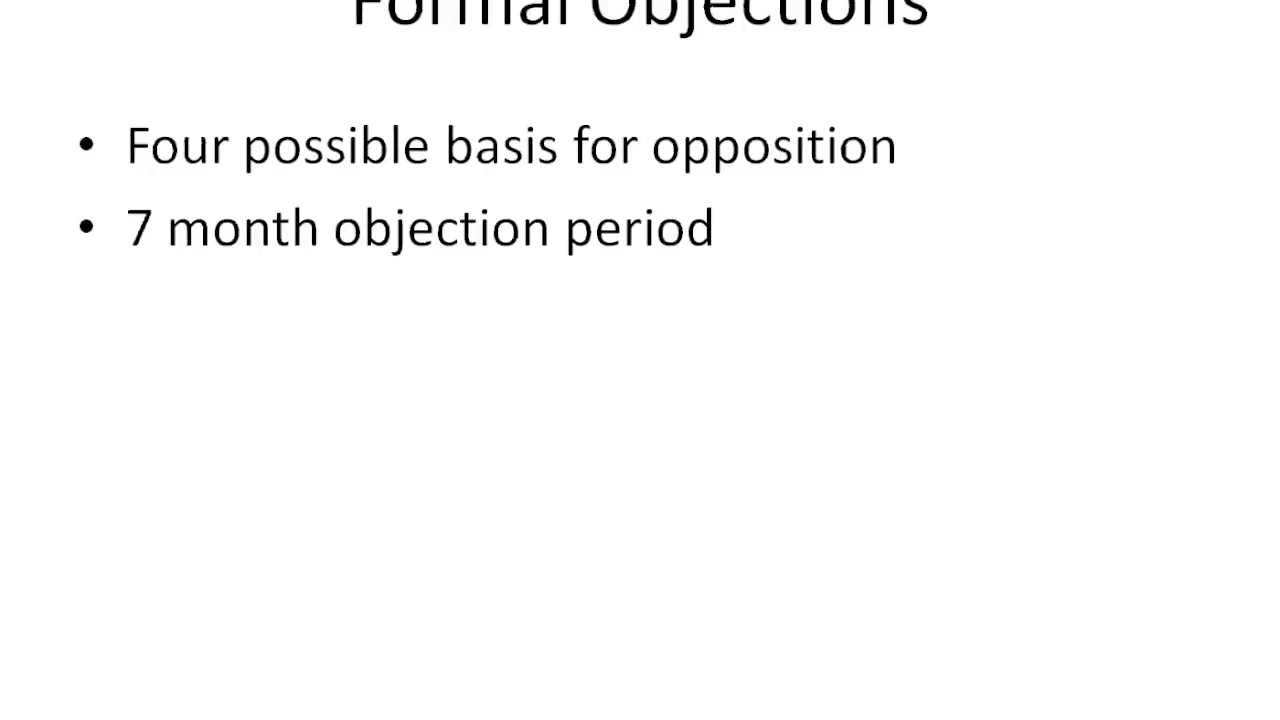 Formal Objections
• Four possible basis for opposition
• 7 month objection period